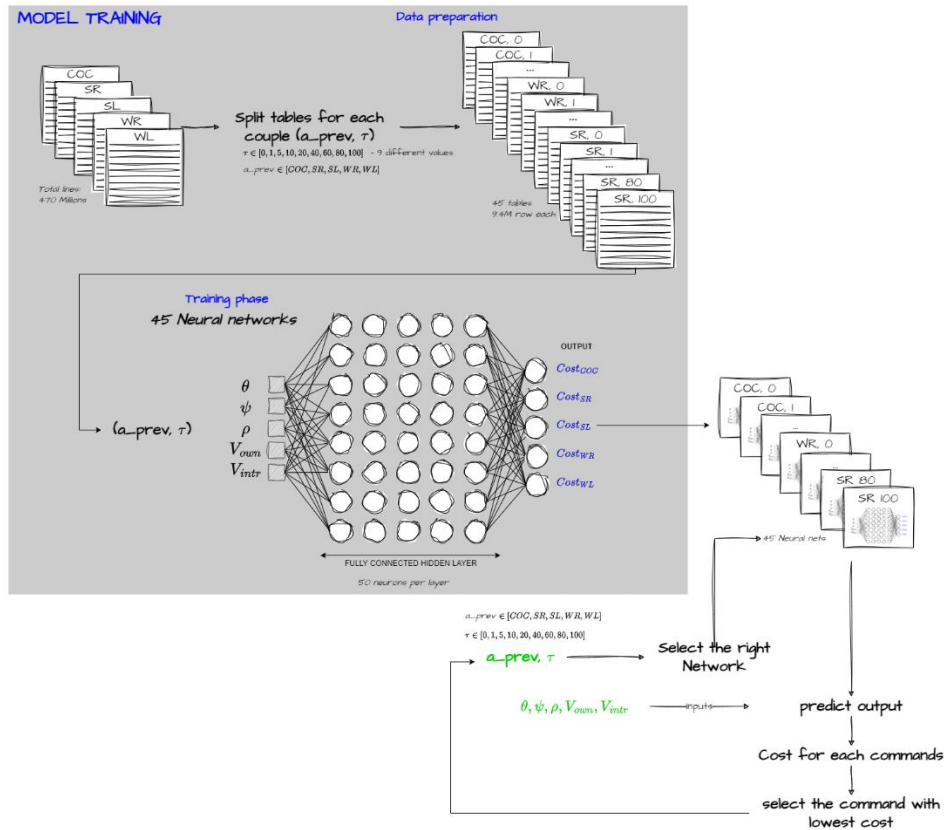 MODEL TRAINING
Data preparation
COC
SR
SL
WR
WL
Total lines:
470 Millions
Split tables for each
couple (a_prev, τ)
τ ∈ [0, 1, 5, 10, 20, 40, 60, 80, 100] - 9 different values
a_prev ∈ [COC, SR, SL, WR, WL]
COC, 0
COC, 1
...
WR, 0
WR, 1
...
SR, 0
SR, 1
...
SR, 80
SR, 100
45 tables
9.4M row each
Training phase
45 Neural networks
(a_prev, τ)
θ
ψ
ρ
V_own
V_intr
OUTPUT
Cost_COC
Cost_SR
Cost_SL
Cost_WR
Cost_WL
FULLY CONNECTED HIDDEN LAYER
50 neurons per layer
COC, 0
COC, 1
...
WR, 0
SR 80
SR 100
45 Neural nets
a_prev ∈ [COC, SR, SL, WR, WL]
τ ∈ [0, 1, 5, 10, 20, 40, 60, 80, 100]
a_prev, τ
Select the right
Network
θ, ψ, ρ, V_own, V_intr
inputs
predict output
Cost for each commands
select the command with
lowest cost